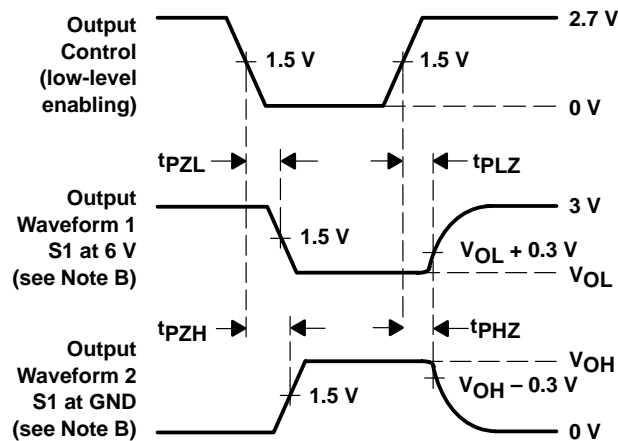 Output
Control
(low-level
enabling)
2.7 V
1.5 V
1.5 V
0 V
tPZL
tPLZ
Output
Waveform 1
S1 at 6 V
(see Note B)
3 V
1.5 V
VOL + 0.3 V
VOL
tPZH
tPHZ
Output
Waveform 2
S1 at GND
(see Note B)
VOH
VOH – 0.3 V
1.5 V
0 V